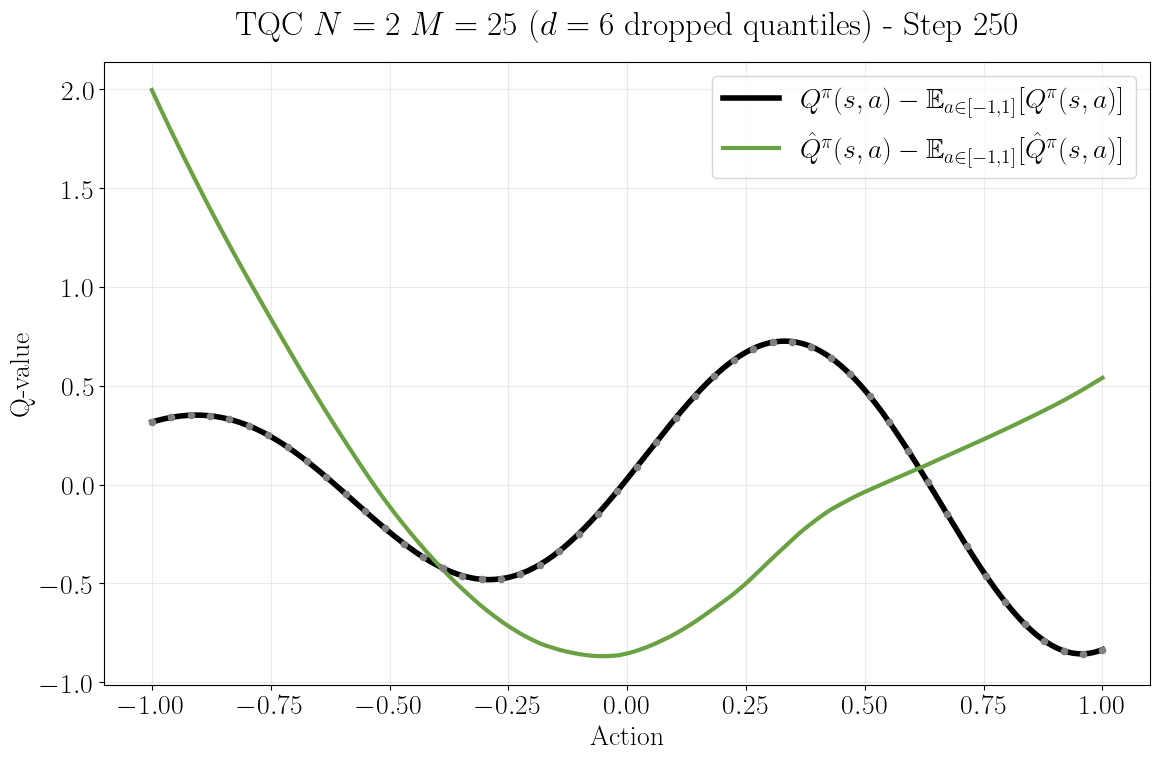 TQC N = 2 M = 25 (d = 6 dropped quantiles) - Step 250
Q^π(s, a) − 𝔼_{a∈[−1,1]}[Q^π(s, a)]
Q̂^π(s, a) − 𝔼_{a∈[−1,1]}[Q̂^π(s, a)]
Q-value
2.0
1.5
1.0
0.5
0.0
−0.5
−1.0
−1.00 −0.75 −0.50 −0.25 0.00 0.25 0.50 0.75 1.00
Action